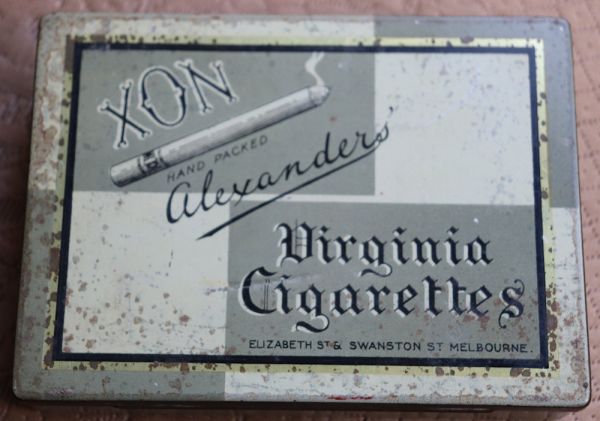 XON
HAND PACKED
Alexanders'
Virginia
Cigarettes
ELIZABETH ST & SWANSTON ST MELBOURNE.